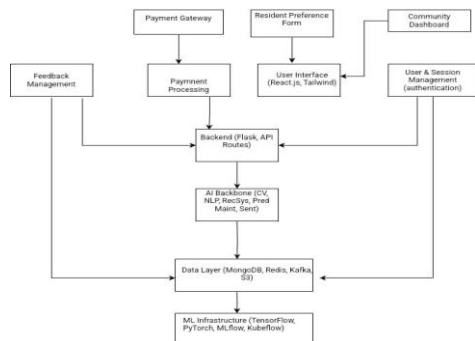 Payment Gateway
Resident Preference
Form
Community
Dashboard
Feedback
Management
Paymnent
Processing
User Interface
(React.js, Tailwind)
User & Session
Management
(authentication)
Backend (Flask, API
Routes)
AI Backbone (CV,
NLP, RecSys, Pred
Maint, Sent)
Data Layer (MongoDB, Redis, Kafka,
S3)
ML Infrastructure (TensorFlow,
PyTorch, MLflow, Kubeflow)